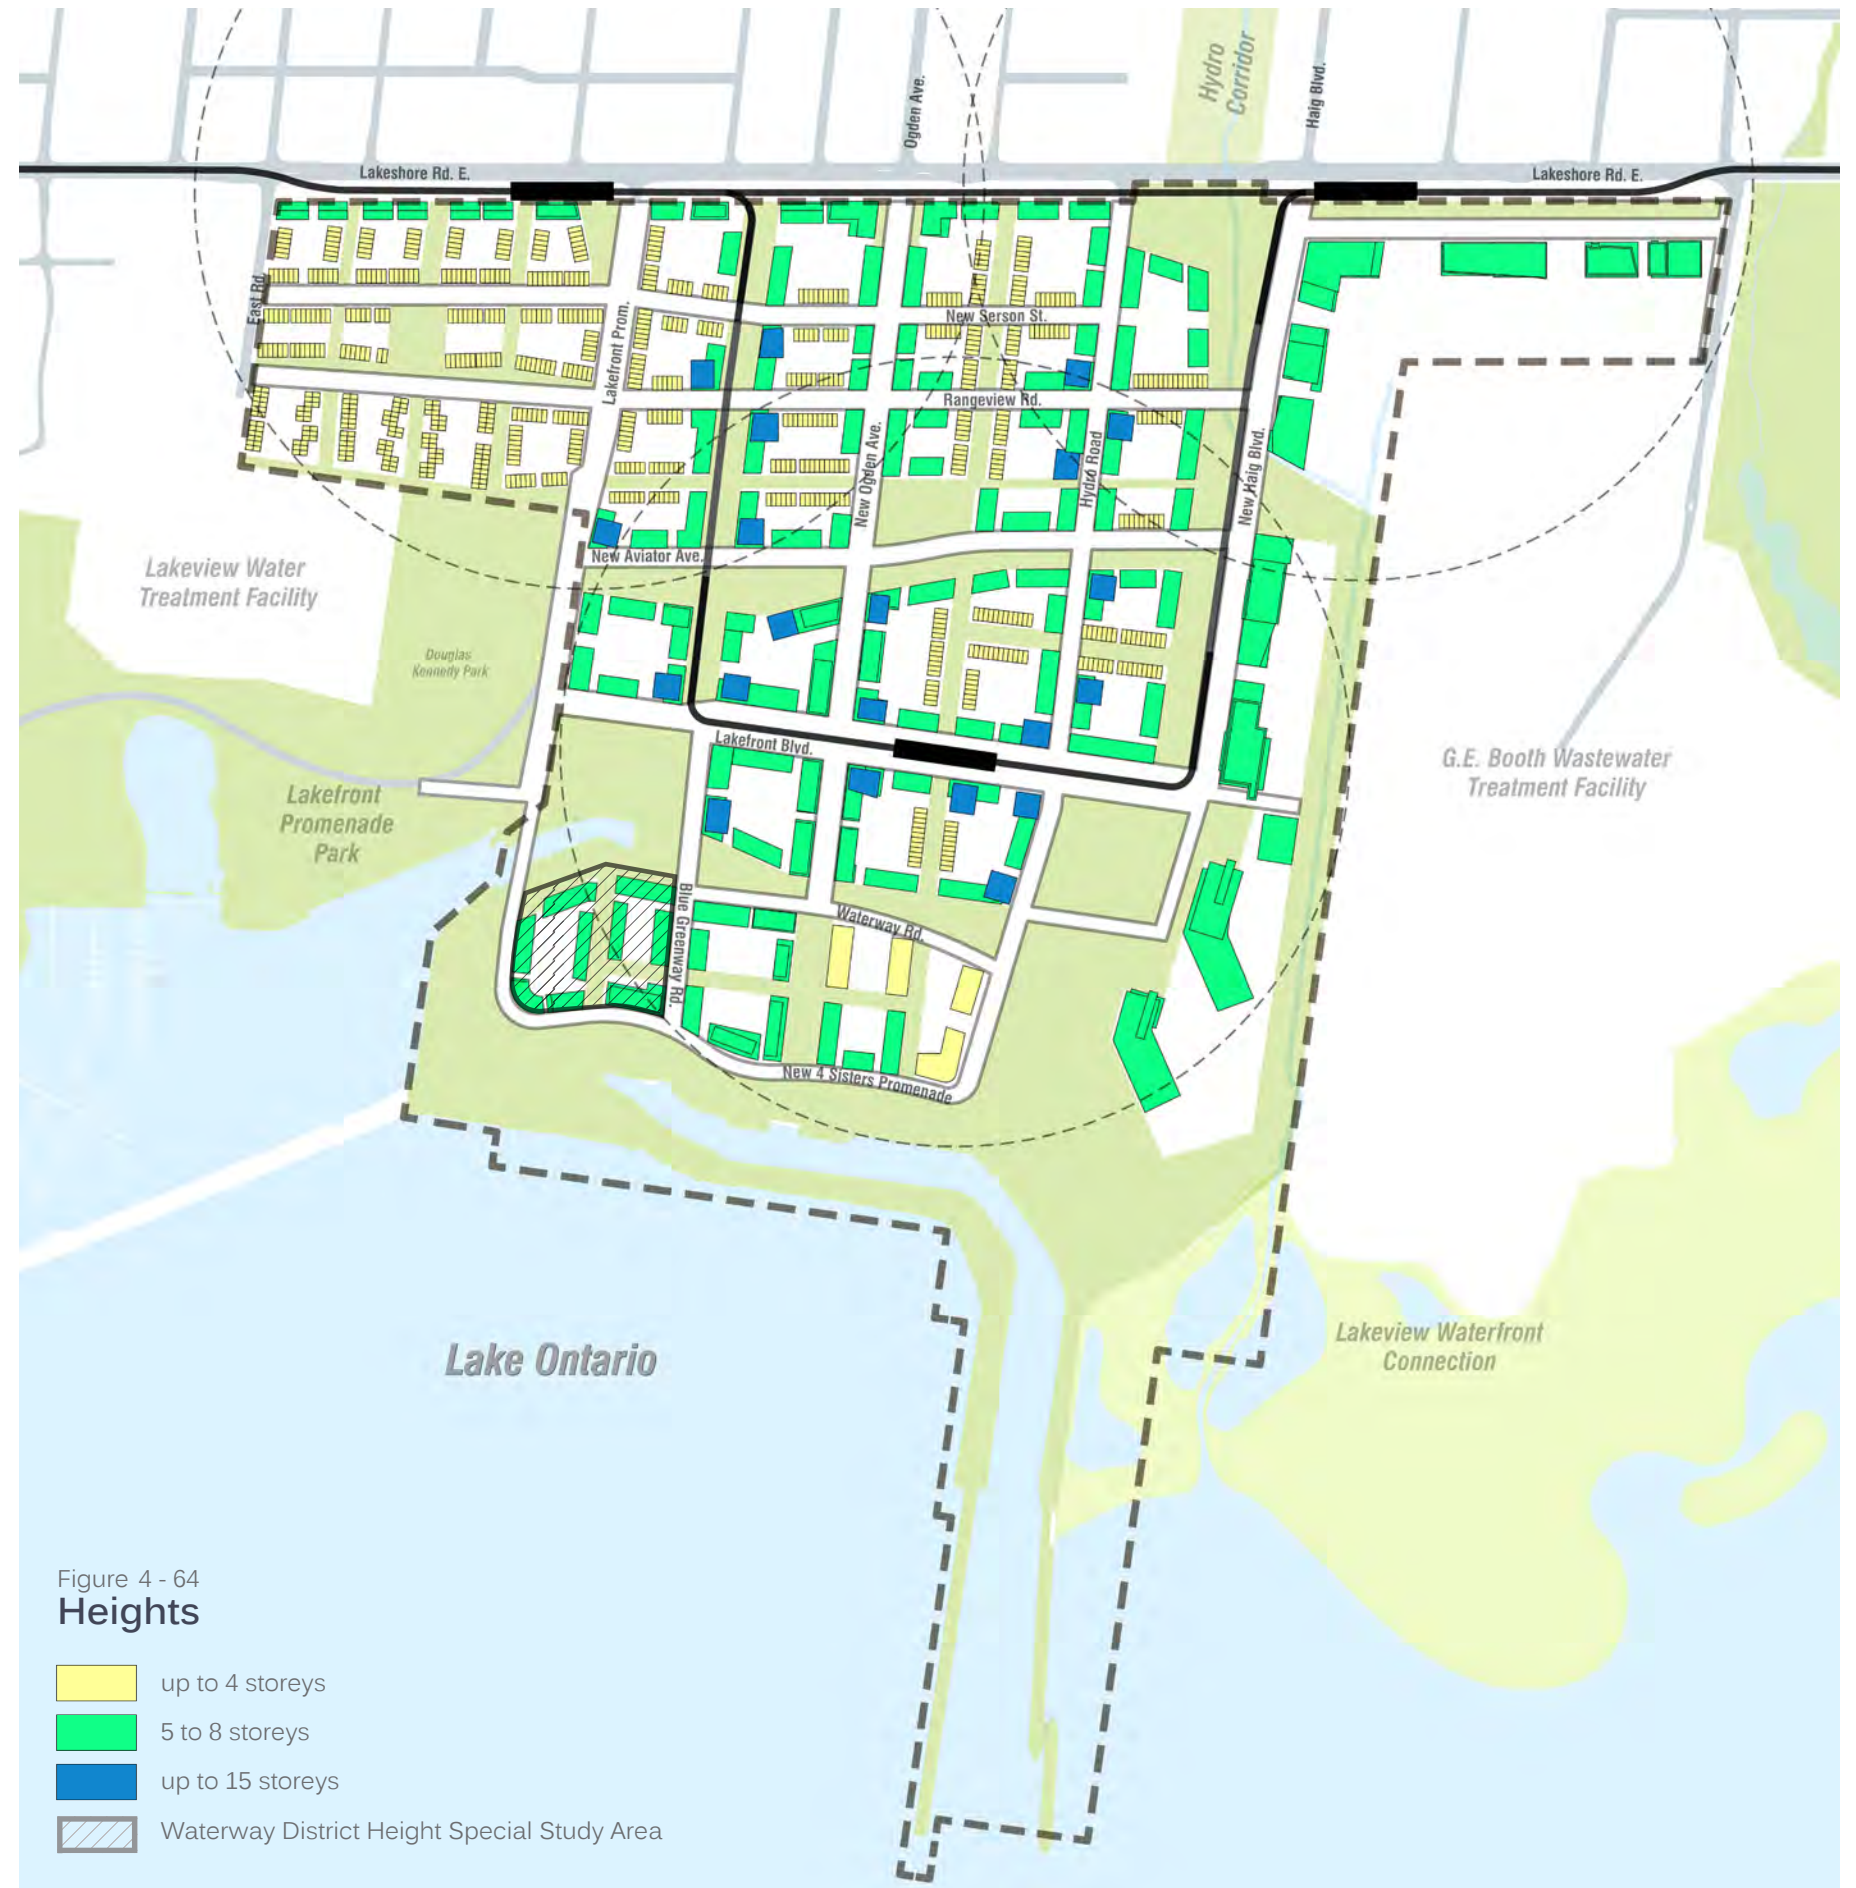 Hydro
Corridor
Ogden Ave.
Haig Blvd.
Lakeshore Rd. E.
Lakeshore Rd. E.
East Rd.
Lakefront Prom.
New Serson St.
Rangeview Rd.
New Ogden Ave.
Hydro Road
New Haig Blvd.
New Aviator Ave.
Lakeview Water
Treatment Facility
Douglas
Kennedy Park
Lakefront Blvd.
G.E. Booth Wastewater
Treatment Facility
Lakefront
Promenade
Park
Blue Greenway Rd.
Waterway Rd.
New 4 Sisters Promenade
Lake Ontario
Lakeview Waterfront
Connection
Figure 4 - 64
Heights
up to 4 storeys
5 to 8 storeys
up to 15 storeys
Waterway District Height Special Study Area